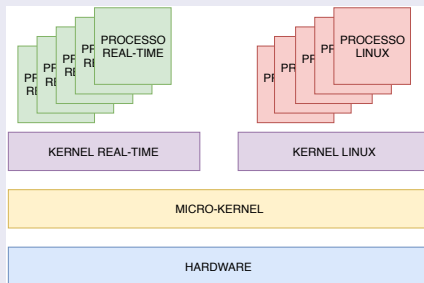 PROCESSO
REAL-TIME
PROCESSO
LINUX
KERNEL REAL-TIME
KERNEL LINUX
MICRO-KERNEL
HARDWARE